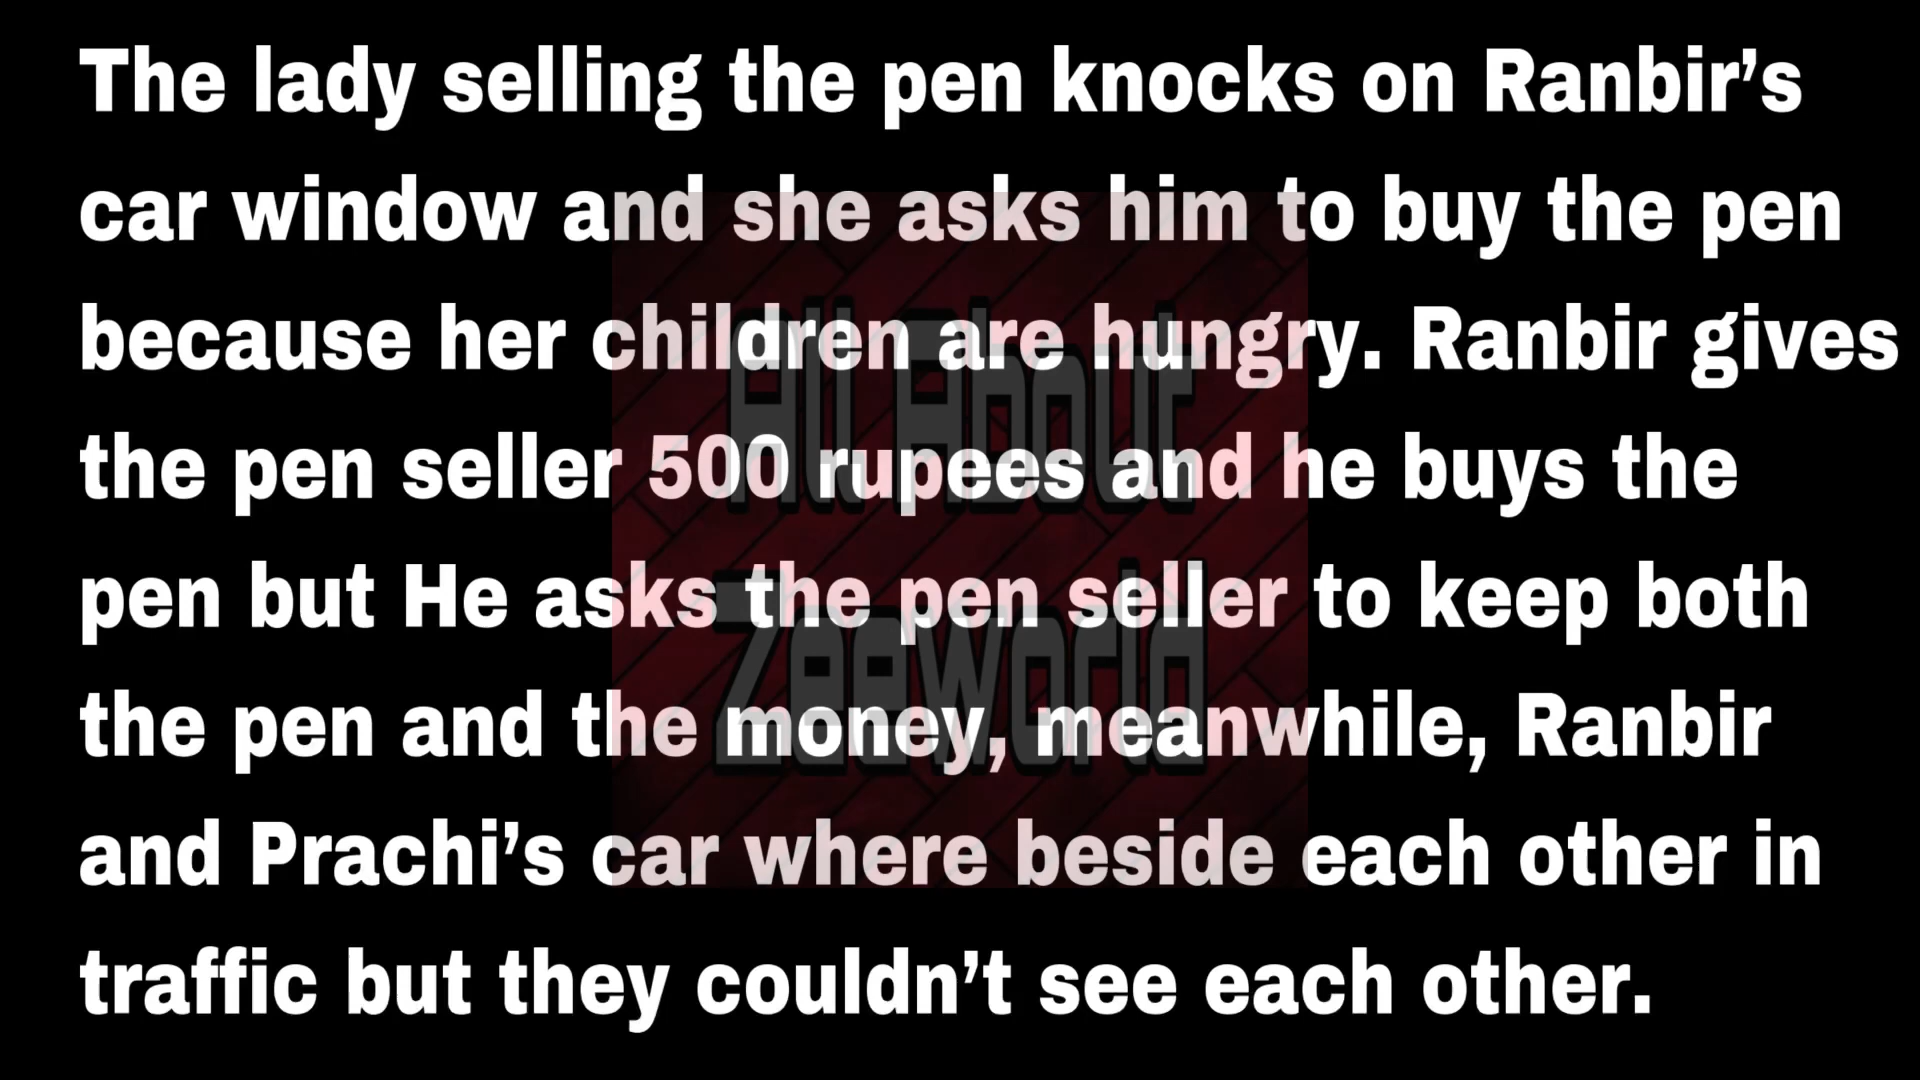 The lady selling the pen knocks on Ranbir’s
car window and she asks him to buy the pen
because her children are hungry. Ranbir gives
the pen seller 500 rupees and he buys the
pen but He asks the pen seller to keep both
the pen and the money, meanwhile, Ranbir
and Prachi’s car where beside each other in
traffic but they couldn’t see each other.
All About
Zeeworld